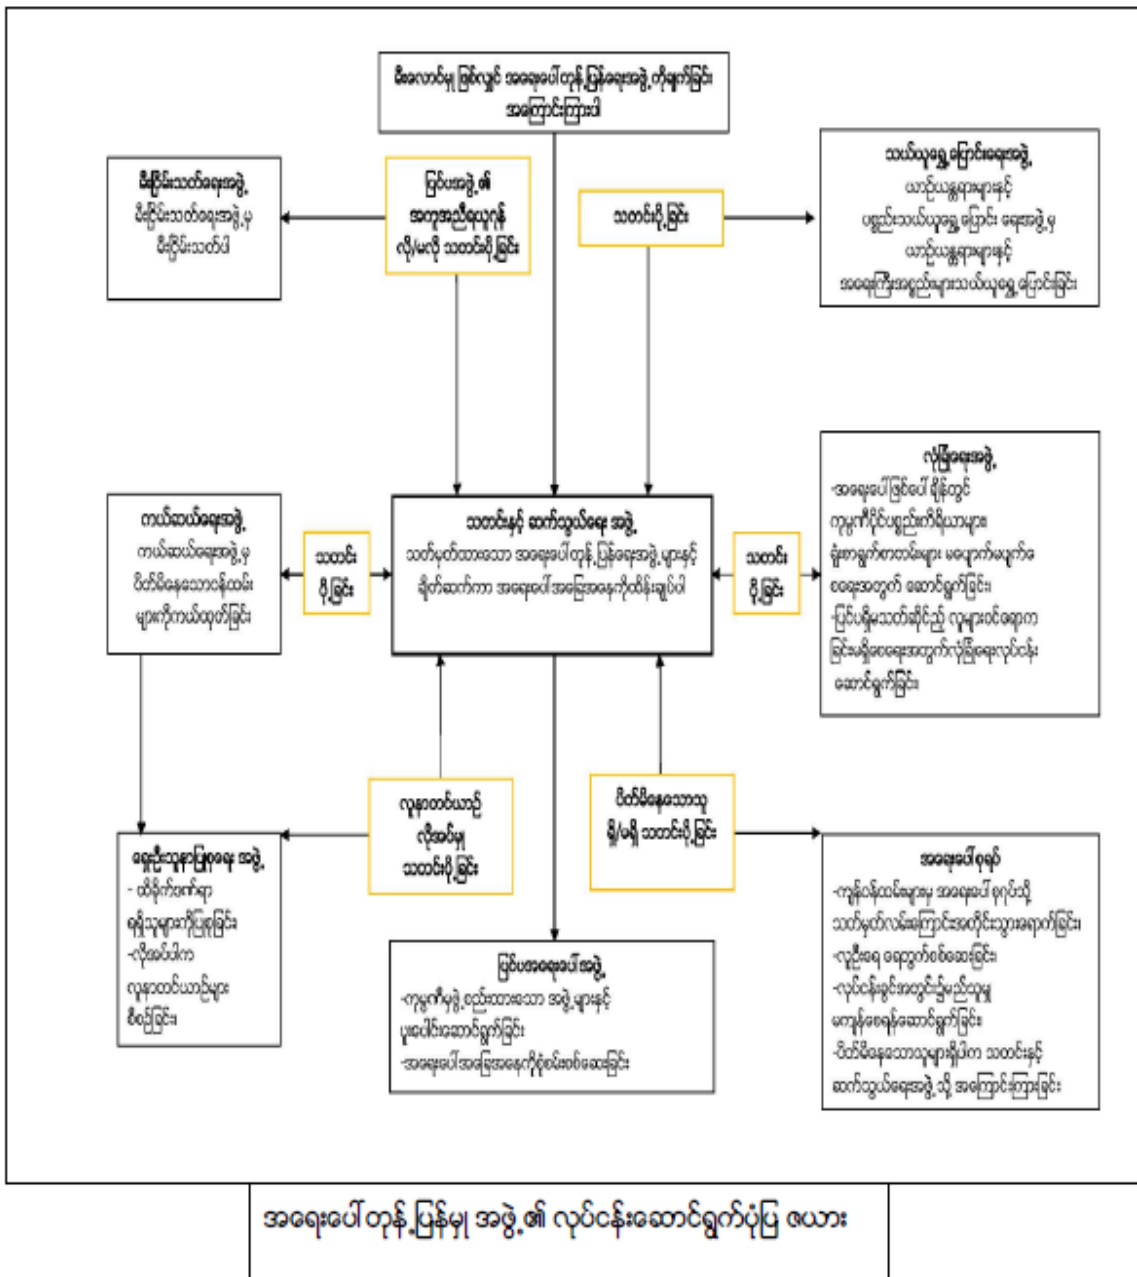 မီးလောင်မှု ဖြစ်လျှင် အရေးပေါ်တုန့်ပြန်ရေးအဖွဲ့ ကိုချက်ခြင်း
အကြောင်းကြားပါ
မီးငြိမ်းသတ်ရေးအဖွဲ့
မီးငြိမ်းသတ်ရေးအဖွဲ့မှ
မီးငြိမ်းသတ်ပါ
ပြင်ပအဖွဲ့၏
အကူအညီရယူဂုန်
လို/မလို သတင်းပို့ခြင်း
သတင်းပို့ခြင်း
သယ်ယူရွှေ့ပြောင်းရေးအဖွဲ့
ယာဉ်ယန္တရားများနှင့်
ပစ္စည်းသယ်ယူရွှေ့ပြောင်း ရေးအဖွဲ့မှ
ယာဉ်ယန္တရားများနှင့်
အရေးကြီးအစ္စည်းများသယ်ယူရွှေ့ပြောင်းခြင်း
ကယ်ဆယ်ရေးအဖွဲ့
ကယ်ဆယ်ရေးအဖွဲ့မှ
ပိတ်မိနေသောဝန်ထမ်း
များကိုကယ်ထုတ်ခြင်း
သတင်း
ပို့ခြင်း
သတင်းနှင့် ဆက်သွယ်ရေး အဖွဲ့
သတ်မှတ်ထားသော အရေးပေါ်တုန့်ပြန်ရေးအဖွဲ့များနှင့်
ချိတ်ဆက်ကာ အရေးပေါ်အခြေအနေကိုထိန်းချုပ်ပါ
သတင်း
ပို့ခြင်း
လုံခြုံရေးအဖွဲ့
-အရေးပေါ်ဖြစ်ပေါ်ချိန်တွင်
ကုမ္ပဏီပိုင်ပစ္စည်းကိရိယာများ၊
ရုံးစာရွက်စာတမ်းများ မပျောက်မပျက်စေ
စရေးအတွက် ဆောင်ရွက်ခြင်း၊
-ပြင်ပရှိမသတ်ဆိုင်သည့် လူများဝင်ရောက
ခြင်းမရှိစေရေးအတွက်လုံခြုံရေးလုပ်ငန်း
ဆောင်ရွက်ခြင်း၊
လူနာတင်ယာဉ်
လိုအပ်မှု
သတင်းပို့ခြင်း
ပိတ်မိနေသောသူ
ရှိ/မရှိ သတင်းပို့ခြင်း
ရှေးဦးသူနာပြုစုရေး အဖွဲ့
- ထိခိုက်ဒဏ်ရာ
ရရှိသူများကိုပြုစုခြင်း၊
-လိုအပ်ပါက
လူနာတင်ယာဉ်များ
စီစဉ်ခြင်း၊
ပြင်ပအရေးပေါ်အဖွဲ့
-ကုမ္ပဏီမှဖွဲ့စည်းထားသော အဖွဲ့များနှင့်
ပူးပေါင်းဆောင်ရွက်ခြင်း
-အရေးပေါ်အခြေအနေကိုစုံစမ်းစစ်ဆေးခြင်း
အရေးပေါ်စုရပ်
-ကျန်ဝန်ထမ်းများမှ အရေးပေါ်စုဂုပ်သို့
သတ်မှတ်လမ်းကြောင်းအတိုင်းသွားရောက်ခြင်း၊
-လူဦးရေ ရေတွက်စစ်ဆေးခြင်း၊
-လုပ်ငန်းခွင်အတွင်း၌မည်သူမျှ
မကျန်စေရန်ဆောင်ရွက်ခြင်း၊
-ပိတ်မိနေသောသူများရှိပါက သတင်းနှင့်
ဆက်သွယ်ရေးအဖွဲ့သို့ အကြောင်းကြားခြင်း
အရေးပေါ်တုန့်ပြန်မှု အဖွဲ့၏ လုပ်ငန်းဆောင်ရွက်ပုံပြ ဇယား